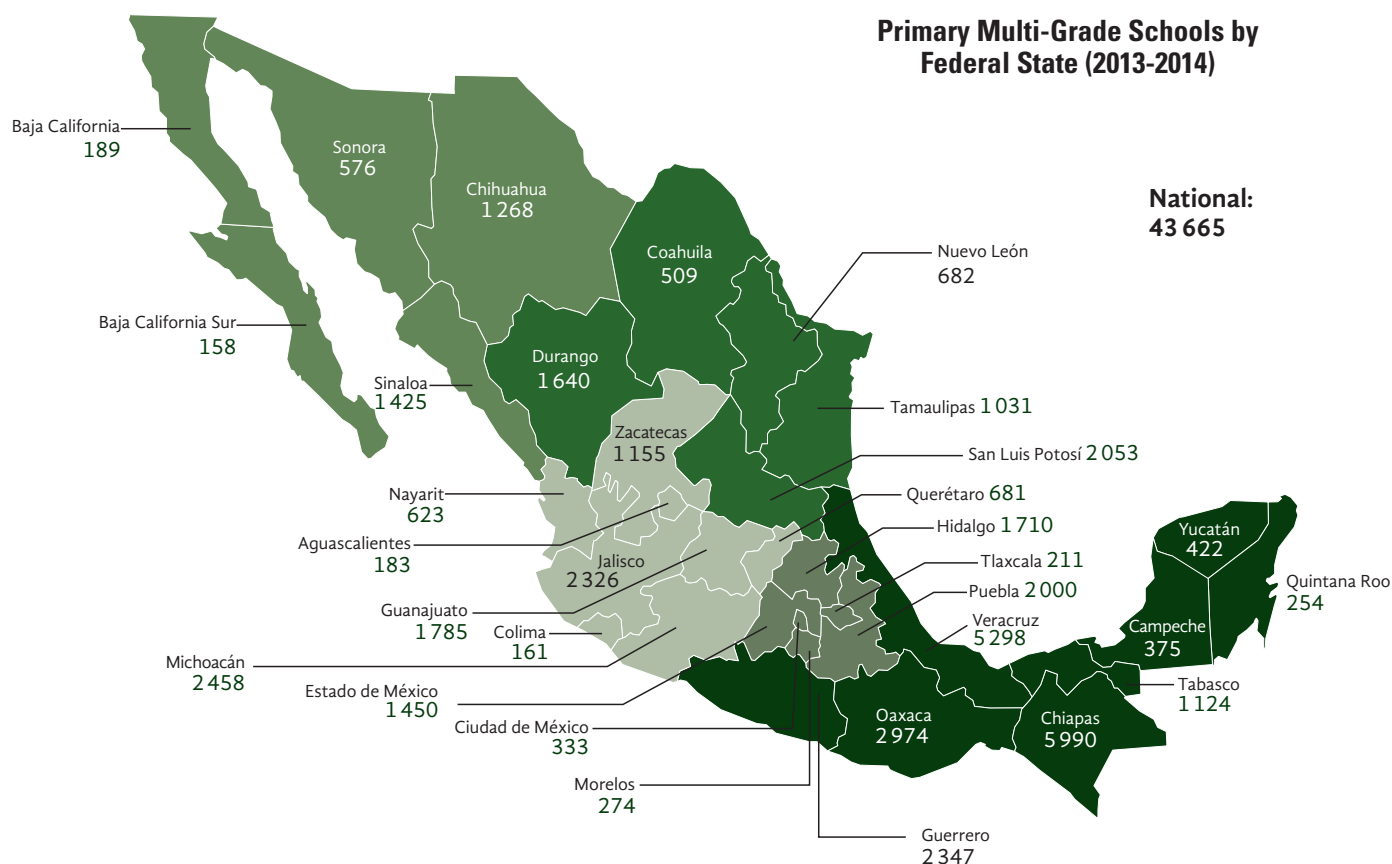 Primary Multi-Grade Schools by
Federal State (2013-2014)
National:
43 665
Baja California
189
Sonora
576
Chihuahua
1 268
Coahuila
509
Nuevo León
682
Baja California Sur
158
Durango
1 640
Sinaloa
1 425
Tamaulipas 1 031
Zacatecas
1 155
San Luis Potosí 2 053
Nayarit
623
Querétaro 681
Hidalgo 1 710
Aguascalientes
183
Jalisco
2 326
Tlaxcala 211
Puebla 2 000
Yucatán
422
Quintana Roo
254
Guanajuato
1 785
Colima
161
Veracruz
5 298
Campeche
375
Michoacán
2 458
Estado de México
1 450
Tabasco
1 124
Ciudad de México
333
Oaxaca
2 974
Chiapas
5 990
Morelos
274
Guerrero
2 347